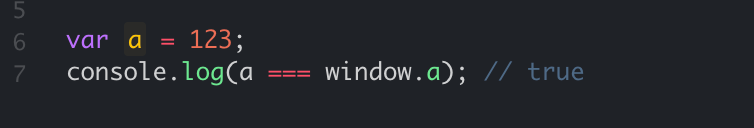 5
6 var a = 123;
7 console.log(a === window.a); // true